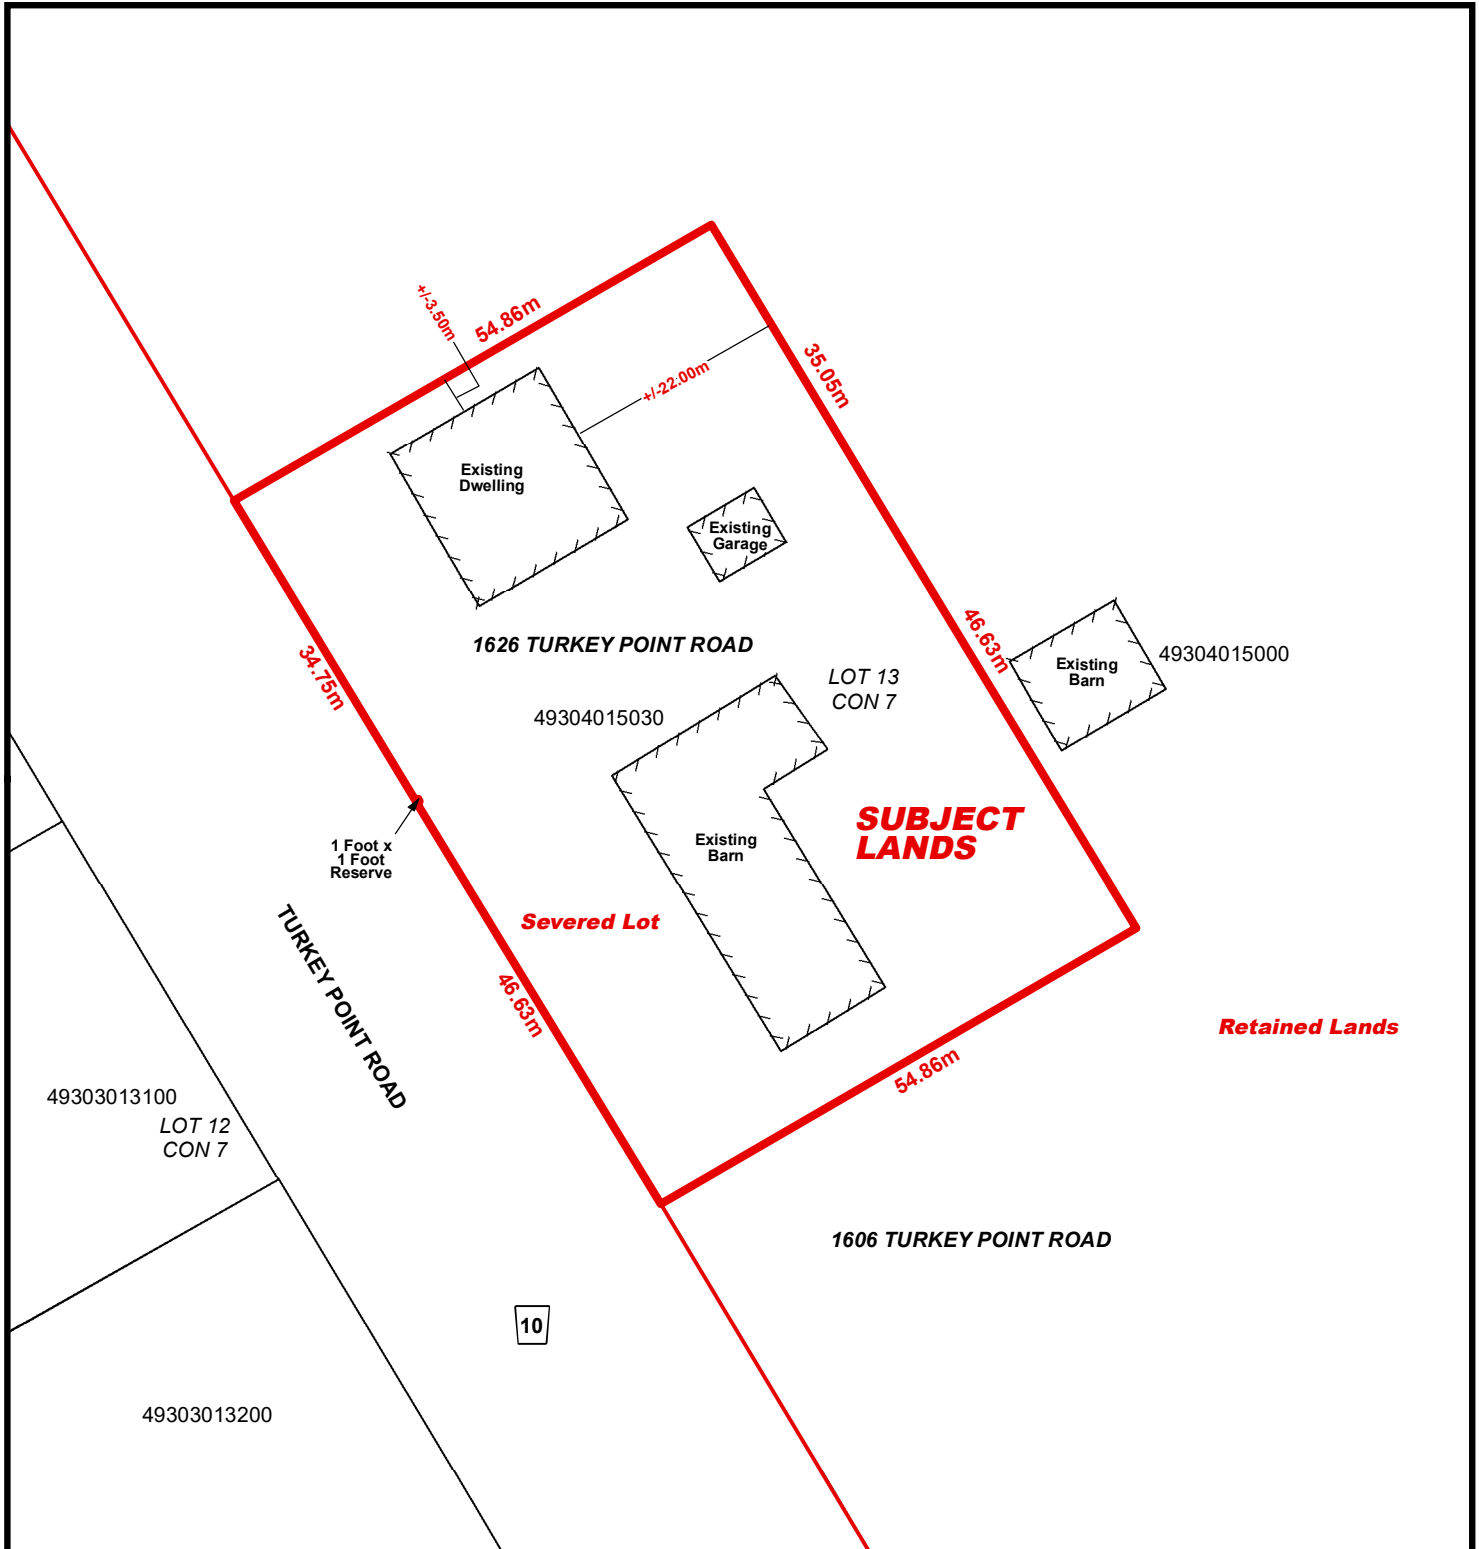 +/-3.50m
54.86m
35.05m
+/-22.00m
Existing
Dwelling
Existing
Garage
46.63m
Existing
Barn
49304015000
1626 TURKEY POINT ROAD
34.75m
LOT 13
CON 7
49304015030
SUBJECT
LANDS
Existing
Barn
1 Foot x
1 Foot
Reserve
Severed Lot
TURKEY POINT ROAD
46.63m
Retained Lands
54.86m
49303013100
LOT 12
CON 7
1606 TURKEY POINT ROAD
10
49303013200